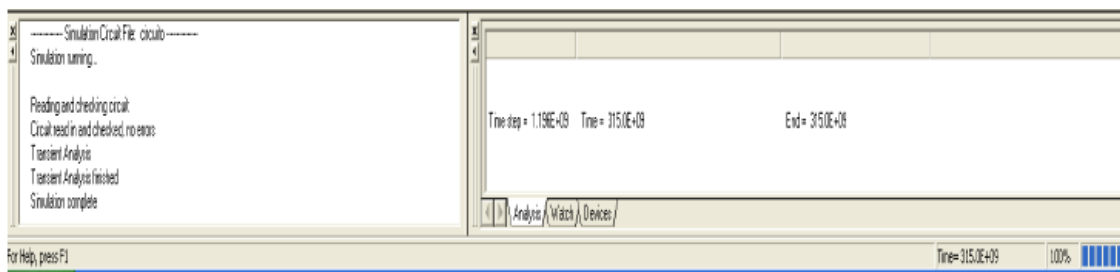 ---------- Simulation Circuit File: circuito ----------
Simulation running...
Reading and checking circuit
Circuit read in and checked, no errors
Transient Analysis
Transient Analysis finished
Simulation complete
Time step = 1.196E+09 Time = 315.0E+09 End = 315.0E+09
Analysis Watch Devices
For Help, press F1 Time= 315.0E+09 100%